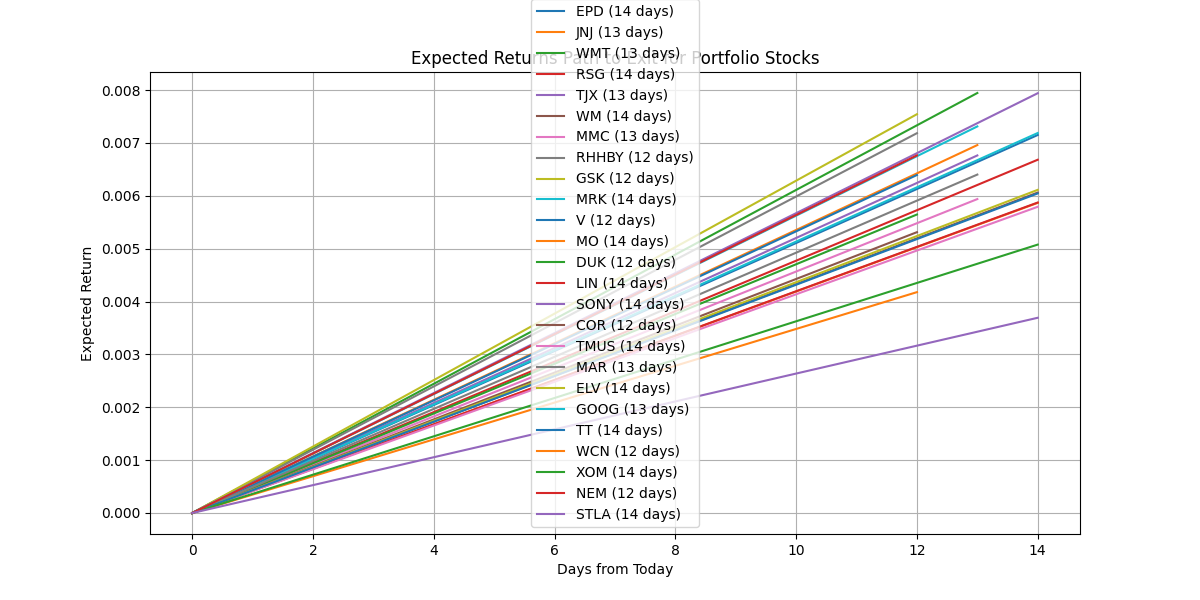 Expected Returns Path to Exit for Portfolio Stocks
EPD (14 days)
JNJ (13 days)
WMT (13 days)
RSG (14 days)
TJX (13 days)
WM (14 days)
MMC (13 days)
RHHBY (12 days)
GSK (12 days)
MRK (14 days)
V (12 days)
MO (14 days)
DUK (12 days)
LIN (14 days)
SONY (14 days)
COR (12 days)
TMUS (14 days)
MAR (13 days)
ELV (14 days)
GOOG (13 days)
TT (14 days)
WCN (12 days)
XOM (14 days)
NEM (12 days)
STLA (14 days)
Expected Return
0.008
0.007
0.006
0.005
0.004
0.003
0.002
0.001
0.000
0 2 4 6 8 10 12 14
Days from Today